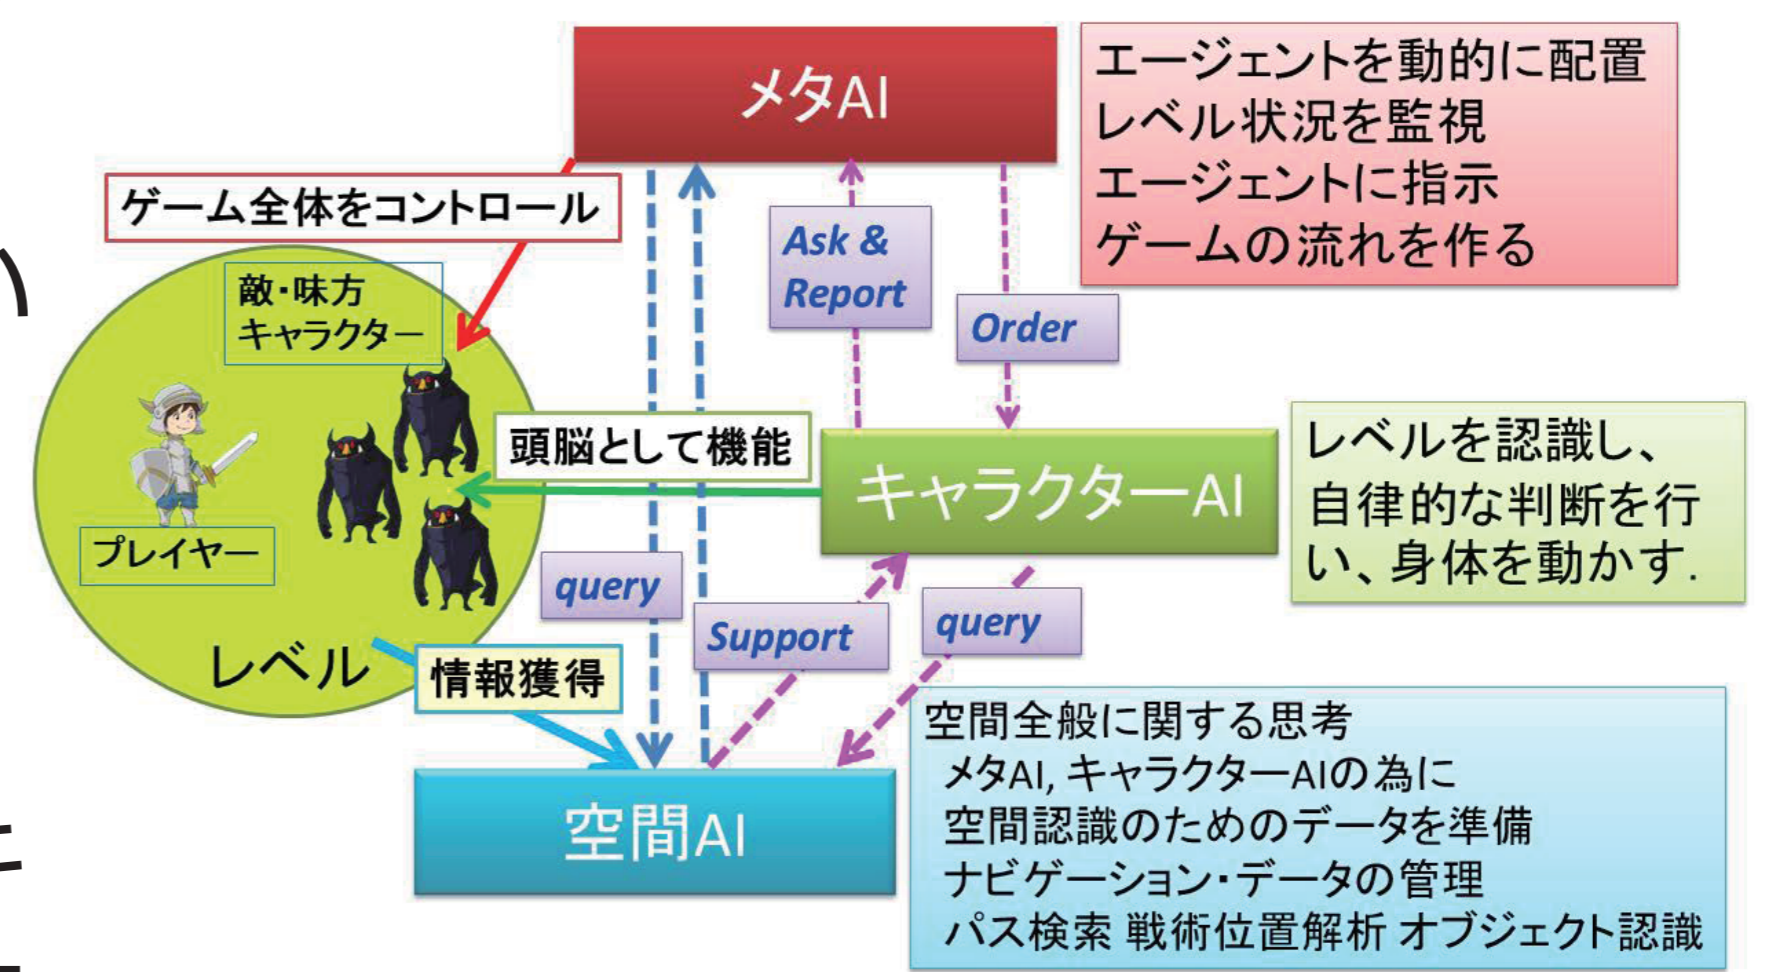 メタAI
エージェントを動的に配置
レベル状況を監視
エージェントに指示
ゲームの流れを作る
ゲーム全体をコントロール
Ask &
Report
Order
敵・味方
キャラクター
プレイヤー
レベル
頭脳として機能
キャラクターAI
レベルを認識し、
自律的な判断を行
い、身体を動かす.
query
Support
query
情報獲得
空間AI
空間全般に関する思考
メタAI, キャラクターAIの為に
空間認識のためのデータを準備
ナビゲーション・データの管理
パス検索 戦術位置解析 オブジェクト認識